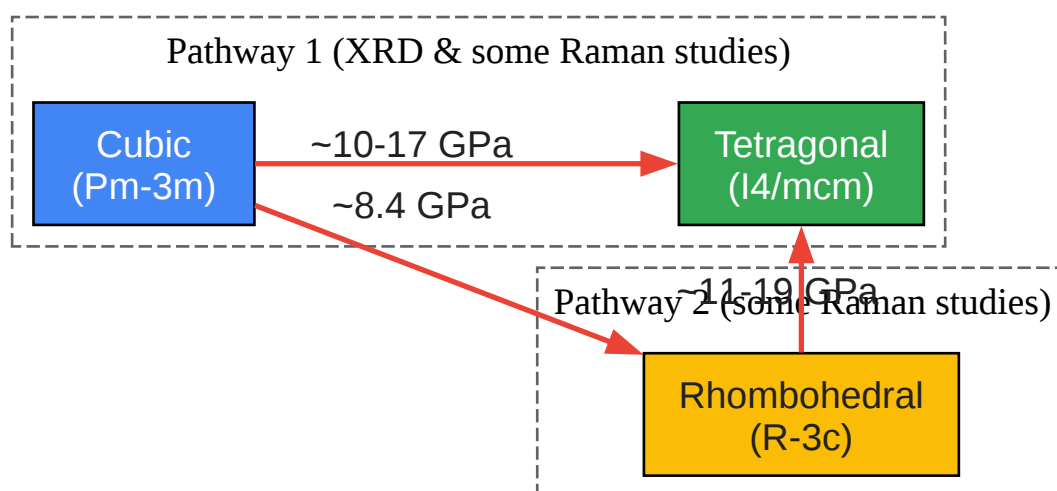 Pathway 1 (XRD & some Raman studies)
Cubic
(Pm-3m)
~10-17 GPa
~8.4 GPa
Tetragonal
(I4/mcm)
~11-19 GPa
Pathway 2 (some Raman studies)
Rhombohedral
(R-3c)